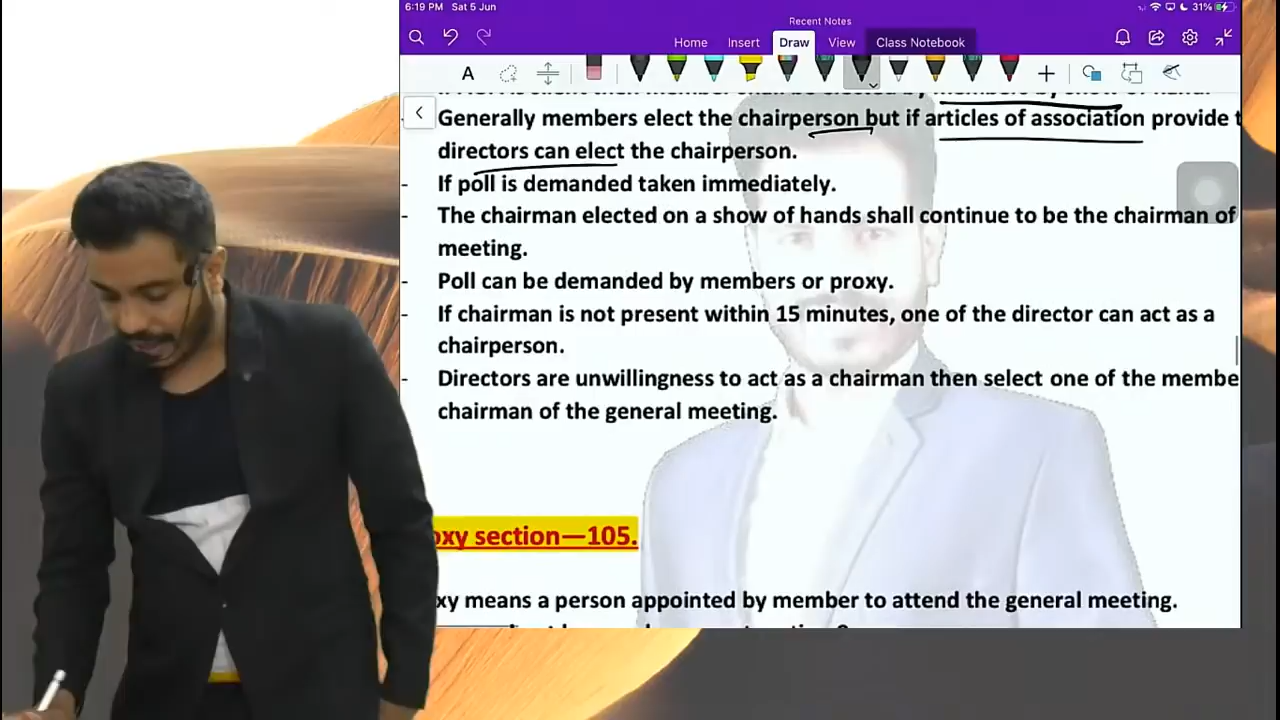 6:19 PM Sat 5 Jun
31%
Recent Notes
Home Insert Draw View Class Notebook
A
members by show
Generally members elect the chairperson but if articles of association provide t
directors can elect the chairperson.
- If poll is demanded taken immediately.
- The chairman elected on a show of hands shall continue to be the chairman of
meeting.
- Poll can be demanded by members or proxy.
- If chairman is not present within 15 minutes, one of the director can act as a
chairperson.
- Directors are unwillingness to act as a chairman then select one of the membe
chairman of the general meeting.
oxy section—105.
xy means a person appointed by member to attend the general meeting.